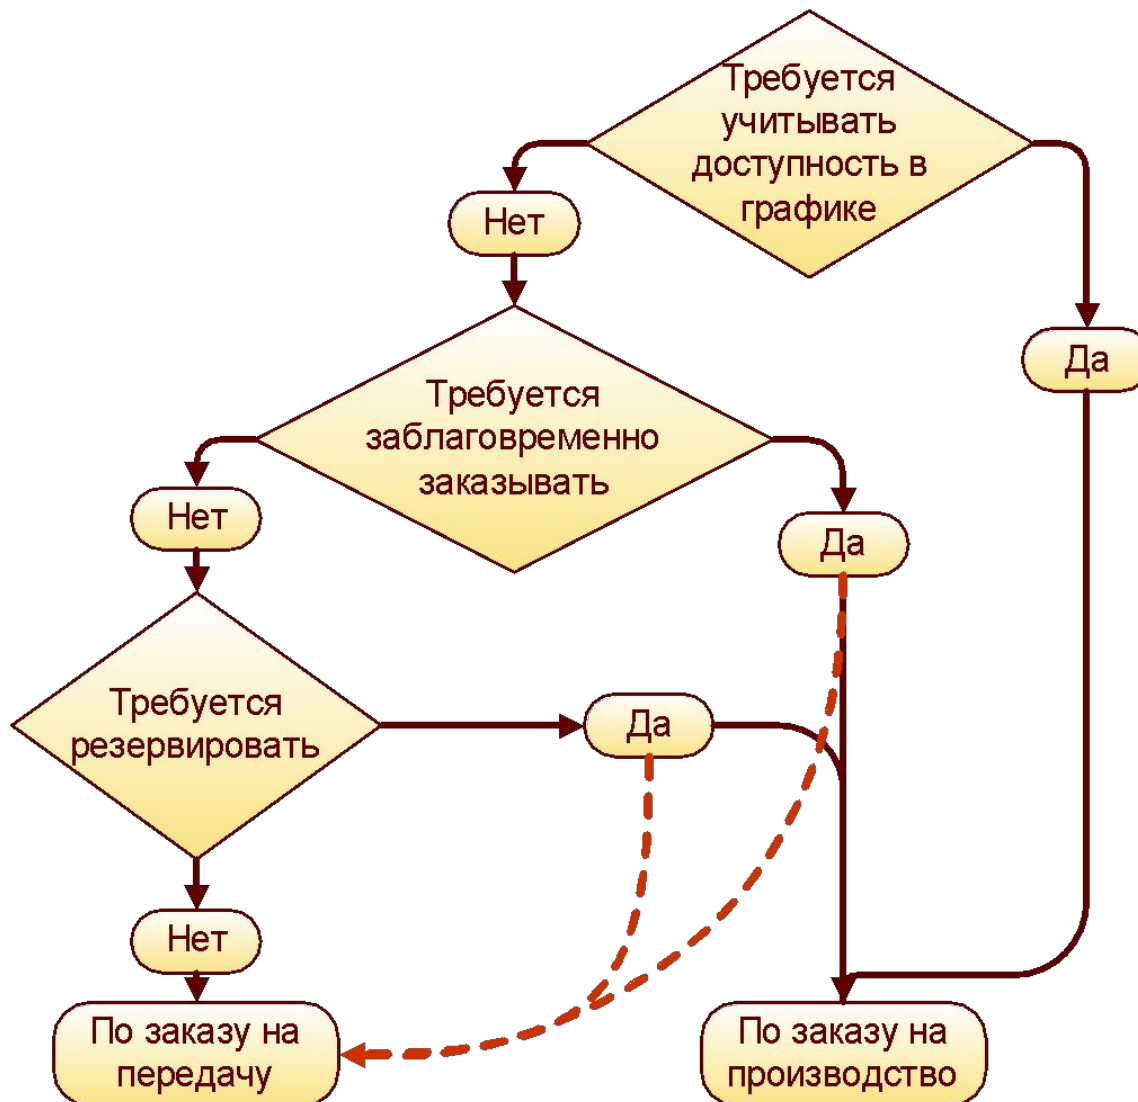 Требуется
учитывать
доступность в
графике
Нет
Да
Требуется
заблаговременно
заказывать
Нет
Да
Требуется
резервировать
Да
Нет
По заказу на
передачу
По заказу на
производство